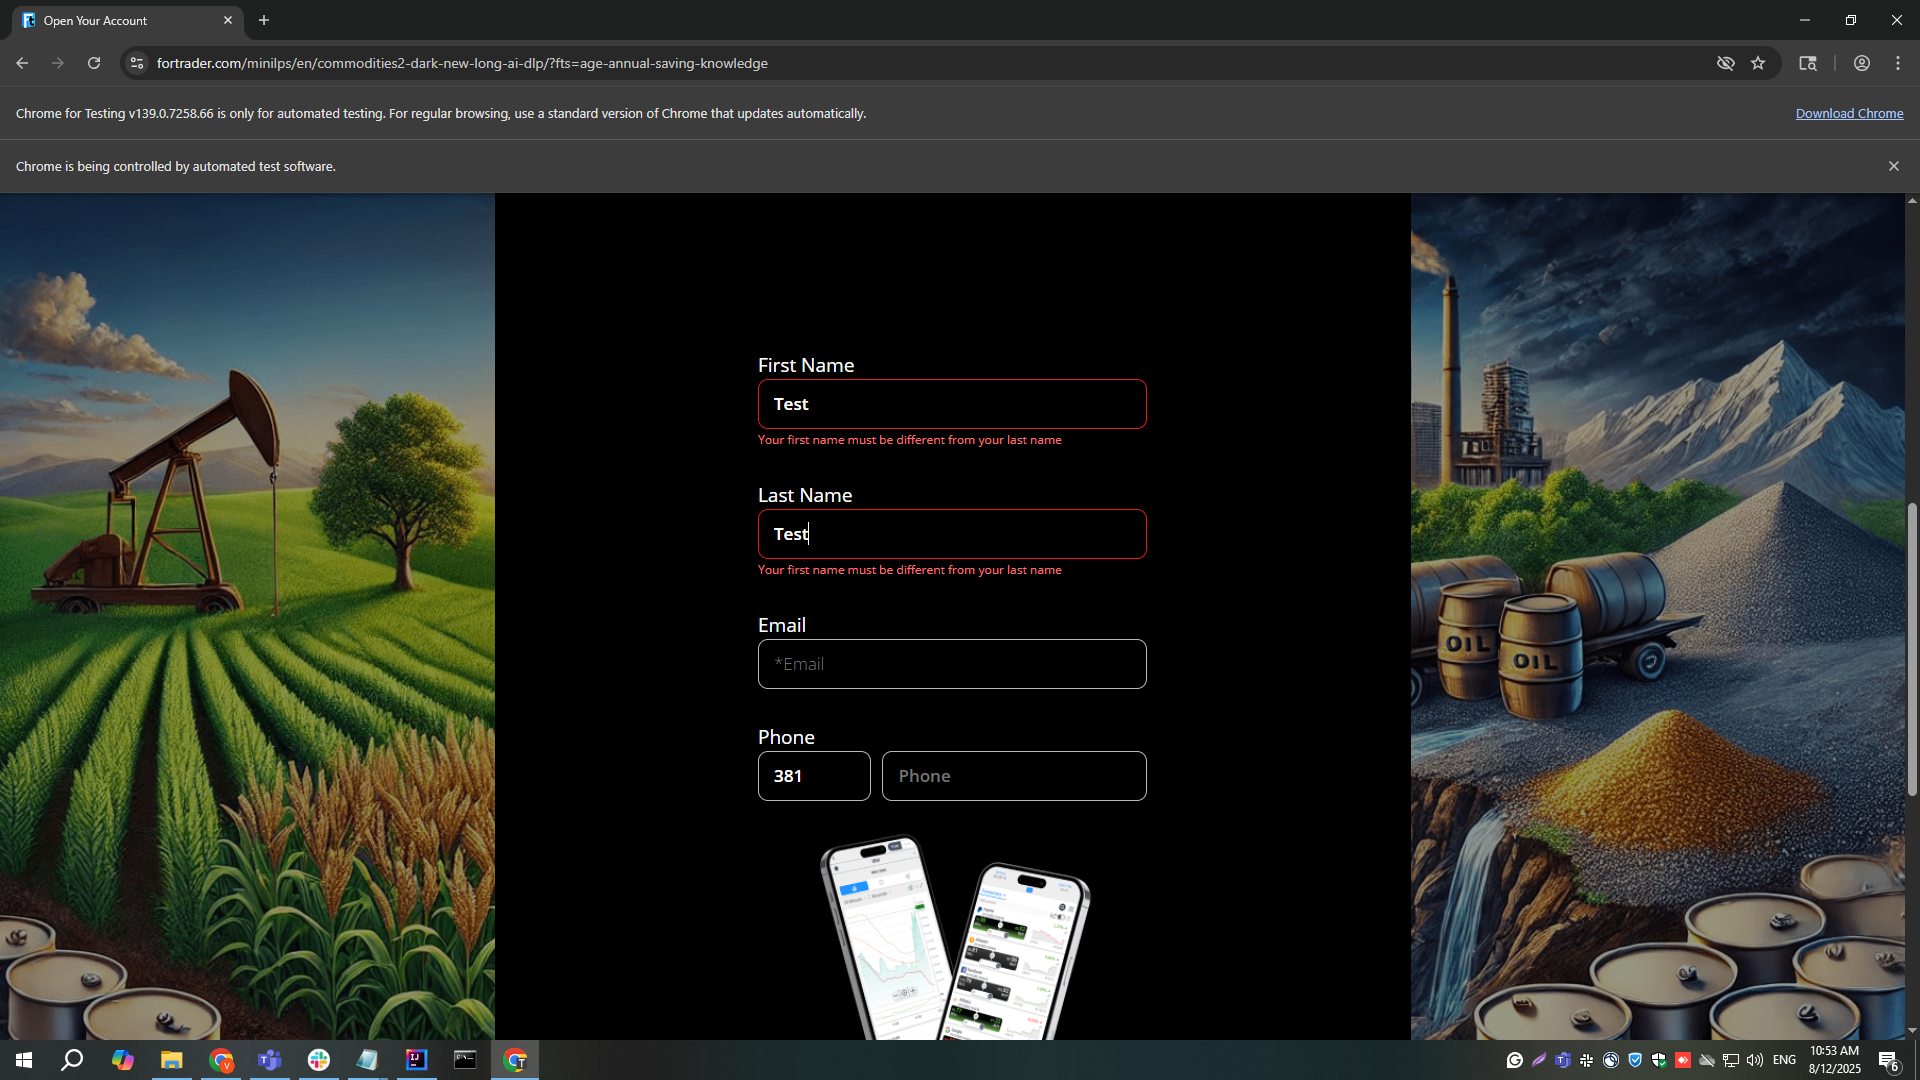 Open Your Account
fortrader.com/minilps/en/commodities2-dark-new-long-ai-dlp/?fts=age-annual-saving-knowledge
Chrome for Testing v139.0.7258.66 is only for automated testing. For regular browsing, use a standard version of Chrome that updates automatically.
Download Chrome
Chrome is being controlled by automated test software.
First Name
Test
Your first name must be different from your last name
Last Name
Test
Your first name must be different from your last name
Email
*Email
Phone
381
Phone
OIL
OIL
ENG
10:53 AM
8/12/2025
6